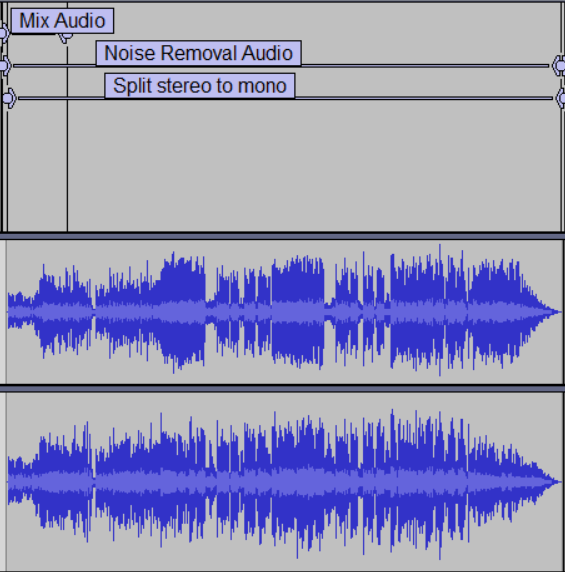 Mix Audio
Noise Removal Audio
Split stereo to mono